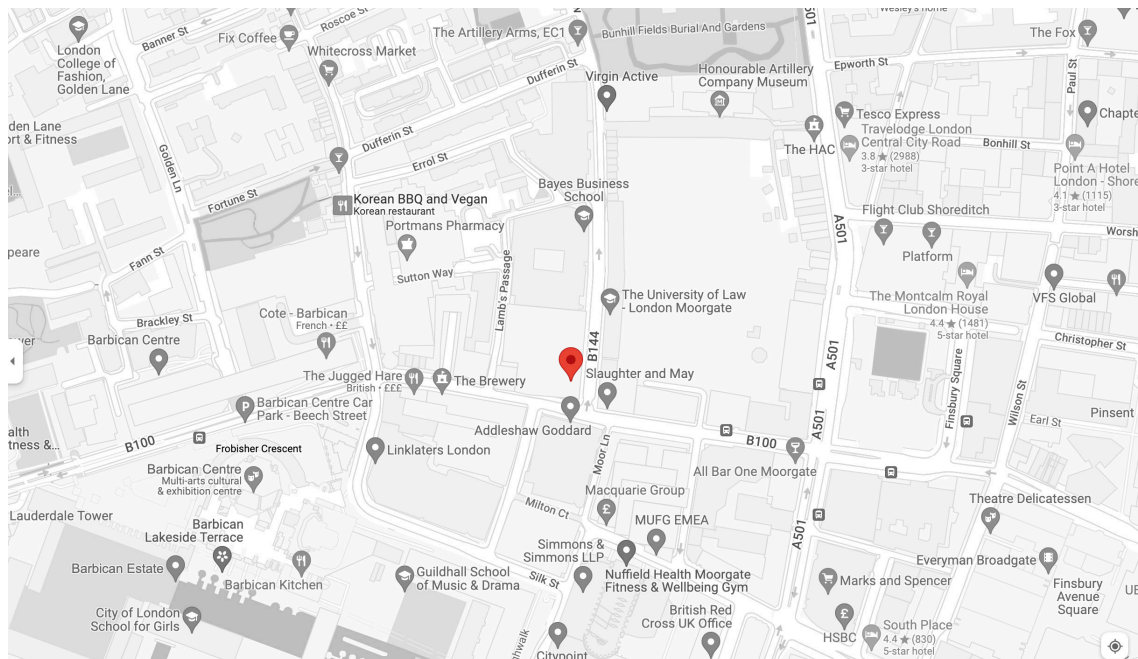 Roscoe St
Wesley's Home
A501
Banner St
Fix Coffee
The Artillery Arms, EC1
Bunhill Fields Burial And Gardens
The Fox
London
College of
Fashion,
Golden Lane
Whitecross Market
Epworth St
Paul St
Dufferin St
Virgin Active
Honourable Artillery
Company Museum
Tesco Express
Chapte
den Lane
ort & Fitness
Golden Ln
Dufferin St
The HAC
Travelodge London
Central City Road
3.8 ★ (2988)
3-star hotel
Bonhill St
Errol St
Point A Hotel
London - Shore
4.1 ★ (1115)
3-star hotel
Fortune St
Korean BBQ and Vegan
Korean restaurant
Bayes Business
School
Flight Club Shoreditch
A501
Portmans Pharmacy
Worsh
peare
Fann St
Lamb's Passage
Platform
Sutton Way
The Montcalm Royal
London House
4.4 ★ (1481)
5-star hotel
VFS Global
The University of Law
- London Moorgate
Cote - Barbican
French • ££
Brackley St
Barbican Centre
B144
A501
Christopher St
The Jugged Hare
British • £££
The Brewery
Slaughter and May
Finsbury Square
Wilson St
Barbican Centre Car
Park - Beech Street
Earl St
Pinsent
A501
Addleshaw Goddard
B100
B100
alth
tness &...
Frobisher Crescent
Linklaters London
Moor Ln
All Bar One Moorgate
Barbican Centre
Multi-arts cultural
& exhibition centre
Macquarie Group
Theatre Delicatessen
Lauderdale Tower
Milton Ct
MUFG EMEA
A501
Barbican
Lakeside Terrace
Simmons &
Simmons LLP
Everyman Broadgate
Barbican Estate
Barbican Kitchen
Guildhall School
of Music & Drama
Silk St
Nuffield Health Moorgate
Fitness & Wellbeing Gym
Marks and Spencer
Finsbury
Avenue
Square
UE
City of London
School for Girls
British Red
Cross UK Office
HSBC
South Place
4.4 ★ (830)
5-star hotel
Citypoint